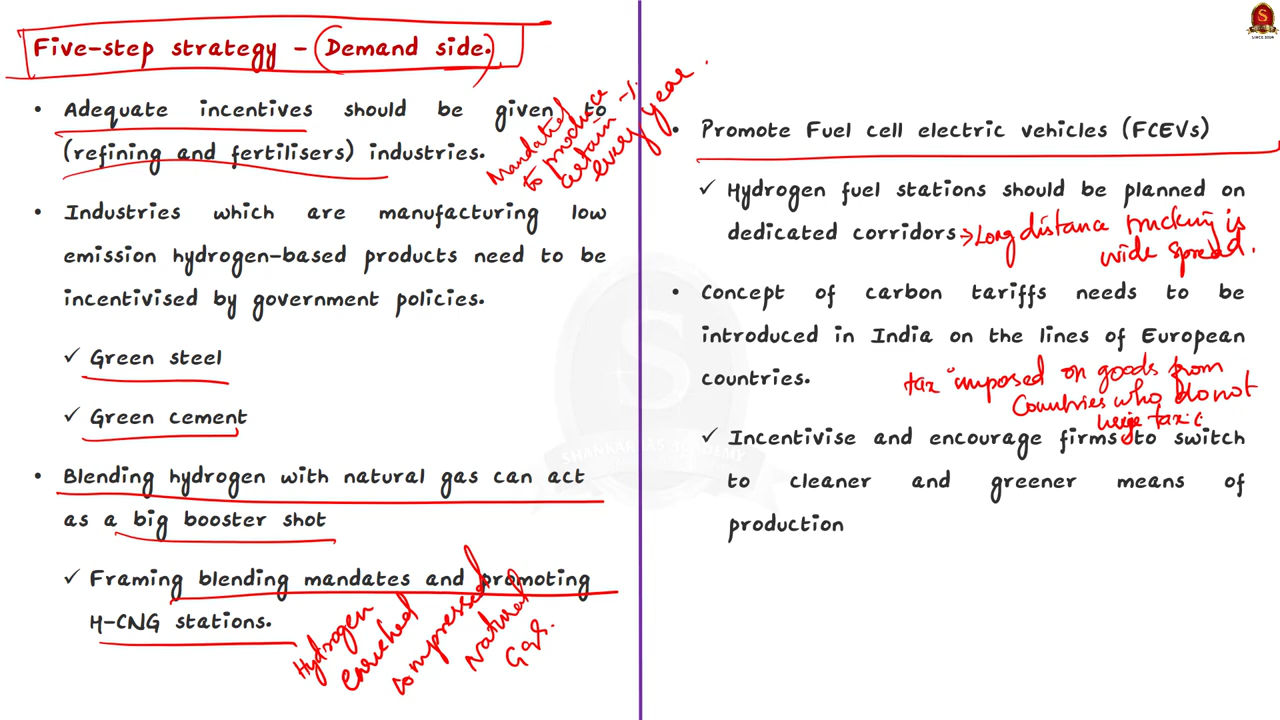 Five-step strategy - (Demand side.)
• Adequate incentives should be given to
(refining and fertilisers) industries.
Mandated
to produce
certain -%
every year.
• Industries which are manufacturing low
emission hydrogen-based products need to be
incentivised by government policies.
✓ Green steel
✓ Green cement
• Blending hydrogen with natural gas can act
as a big booster shot
✓ Framing blending mandates and promoting
H-CNG stations.
Hydrogen
enriched
compressed
Natural
Gas.
• Promote Fuel cell electric vehicles (FCEVs)
✓ Hydrogen fuel stations should be planned on
dedicated corridors → Long distance trucking is
wide spread.
• Concept of carbon tariffs needs to be
introduced in India on the lines of European
countries.
tax imposed on goods from
Countries who do not
tax
✓ Incentivise and encourage firms to switch
to cleaner and greener means of
production
SHANKAR IAS ACADEMY
S
SINCE 2004